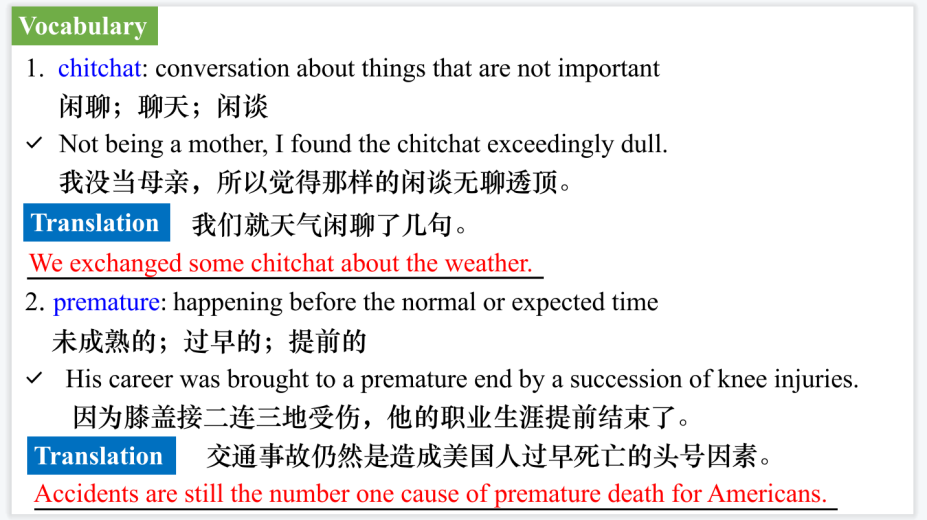 Vocabulary
1. chitchat: conversation about things that are not important
闲聊；聊天；闲谈
✓ Not being a mother, I found the chitchat exceedingly dull.
我没当母亲，所以觉得那样的闲谈无聊透顶。
Translation 我们就天气闲聊了几句。
We exchanged some chitchat about the weather.
2. premature: happening before the normal or expected time
未成熟的；过早的；提前的
✓ His career was brought to a premature end by a succession of knee injuries.
因为膝盖接二连三地受伤，他的职业生涯提前结束了。
Translation 交通事故仍然是造成美国人过早死亡的头号因素。
Accidents are still the number one cause of premature death for Americans.